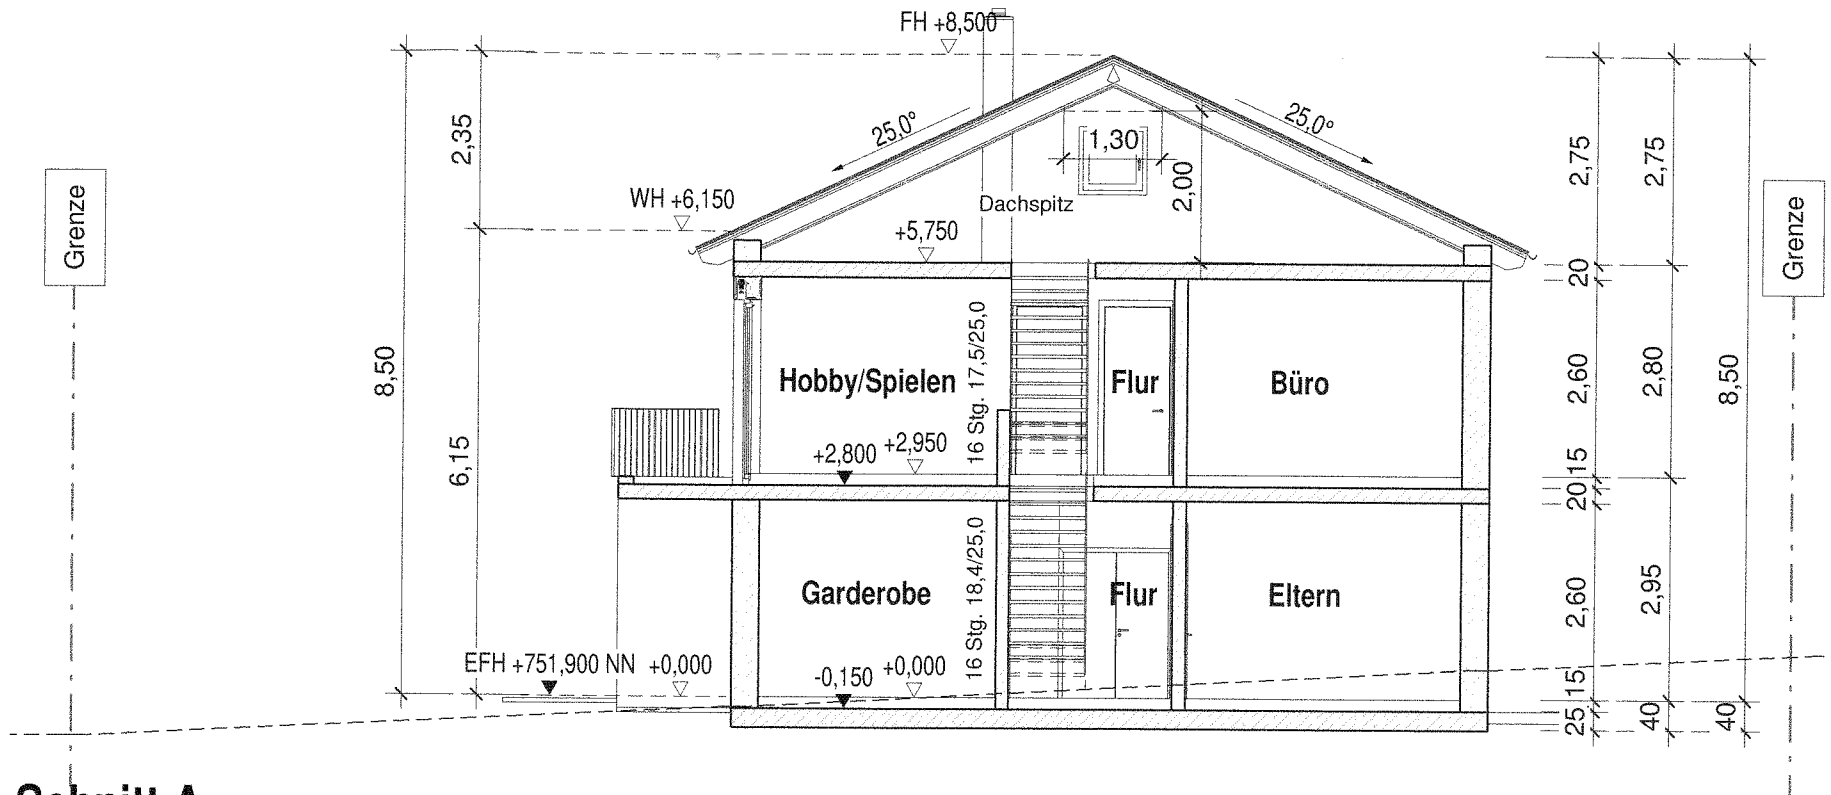 FH +8,500
25,0°
25,0°
1,30
2,00
Dachspitz
2,35
WH +6,150
+5,750
Grenze
Grenze
2,75
2,75
20
8,50
6,15
Hobby/Spielen
16 Stg. 17,5/25,0
Flur
Büro
2,60
2,80
8,50
+2,800
+2,950
15
20
Garderobe
16 Stg. 18,4/25,0
Flur
Eltern
2,60
2,95
EFH +751,900 NN
+0,000
-0,150
+0,000
15
25
40
40
Schnitt A